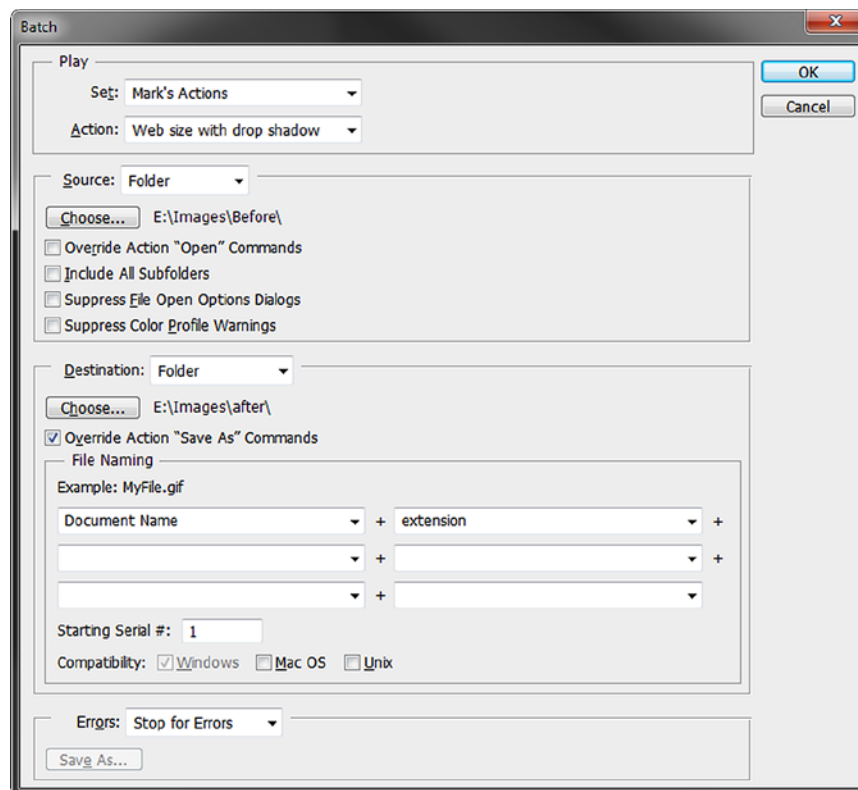 Batch
Play
OK
Set: Mark's Actions
Cancel
Action: Web size with drop shadow
Source: Folder
Choose... E:\Images\Before\
Override Action "Open" Commands
Include All Subfolders
Suppress File Open Options Dialogs
Suppress Color Profile Warnings
Destination: Folder
Choose... E:\Images\after\
Override Action "Save As" Commands
File Naming
Example: MyFile.gif
Document Name + extension +
+ +
+
Starting Serial #: 1
Compatibility: Windows Mac OS Unix
Errors: Stop for Errors
Save As...